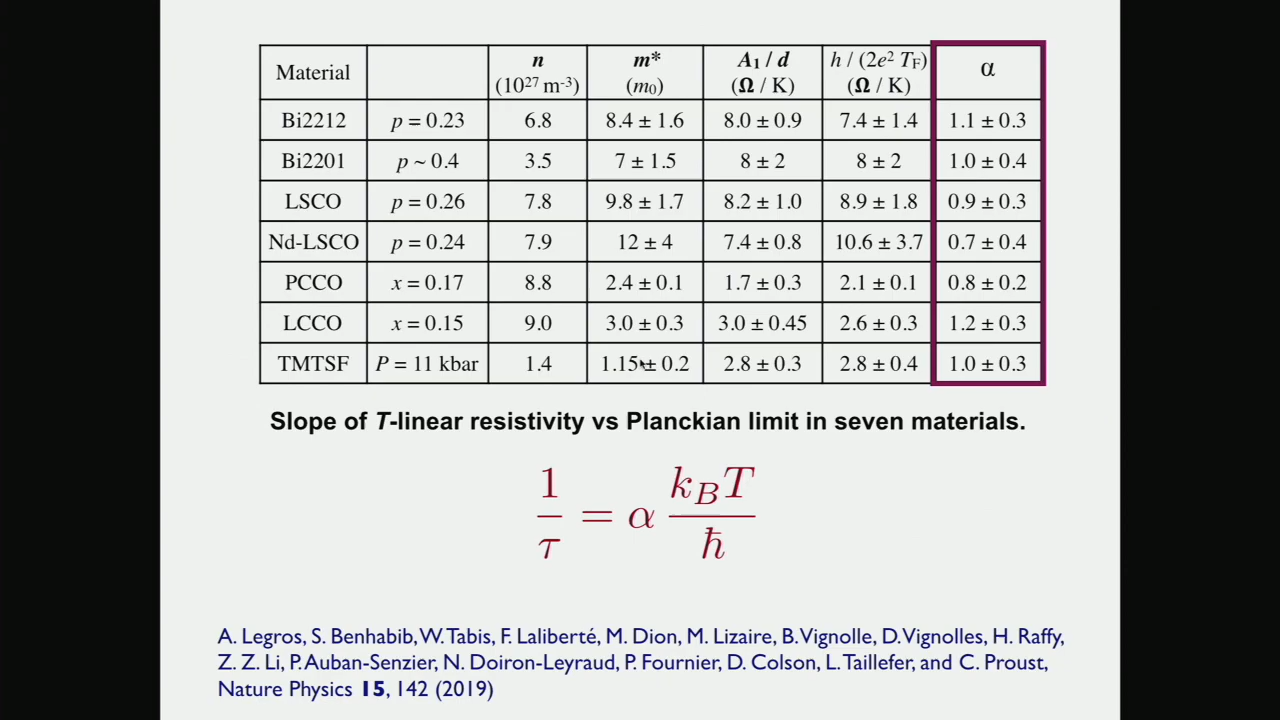 Material | | n (10²⁷ m⁻³) | m* (m₀) | A₁ / d (Ω / K) | h / (2e² T_F) (Ω / K) | α
Bi2212 | p = 0.23 | 6.8 | 8.4 ± 1.6 | 8.0 ± 0.9 | 7.4 ± 1.4 | 1.1 ± 0.3
Bi2201 | p ~ 0.4 | 3.5 | 7 ± 1.5 | 8 ± 2 | 8 ± 2 | 1.0 ± 0.4
LSCO | p = 0.26 | 7.8 | 9.8 ± 1.7 | 8.2 ± 1.0 | 8.9 ± 1.8 | 0.9 ± 0.3
Nd-LSCO | p = 0.24 | 7.9 | 12 ± 4 | 7.4 ± 0.8 | 10.6 ± 3.7 | 0.7 ± 0.4
PCCO | x = 0.17 | 8.8 | 2.4 ± 0.1 | 1.7 ± 0.3 | 2.1 ± 0.1 | 0.8 ± 0.2
LCCO | x = 0.15 | 9.0 | 3.0 ± 0.3 | 3.0 ± 0.45 | 2.6 ± 0.3 | 1.2 ± 0.3
TMTSF | P = 11 kbar | 1.4 | 1.15 ± 0.2 | 2.8 ± 0.3 | 2.8 ± 0.4 | 1.0 ± 0.3
Slope of T-linear resistivity vs Planckian limit in seven materials.
1/τ = α k_B T/ħ
A. Legros, S. Benhabib, W. Tabis, F. Laliberté, M. Dion, M. Lizaire, B. Vignolle, D. Vignolles, H. Raffy,
Z. Z. Li, P. Auban-Senzier, N. Doiron-Leyraud, P. Fournier, D. Colson, L. Taillefer, and C. Proust,
Nature Physics 15, 142 (2019)